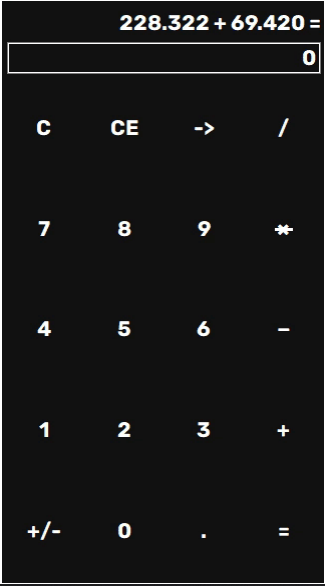 228.322 + 69.420 =
0
C CE -> /
7 8 9 *
4 5 6 -
1 2 3 +
+/- 0 . =